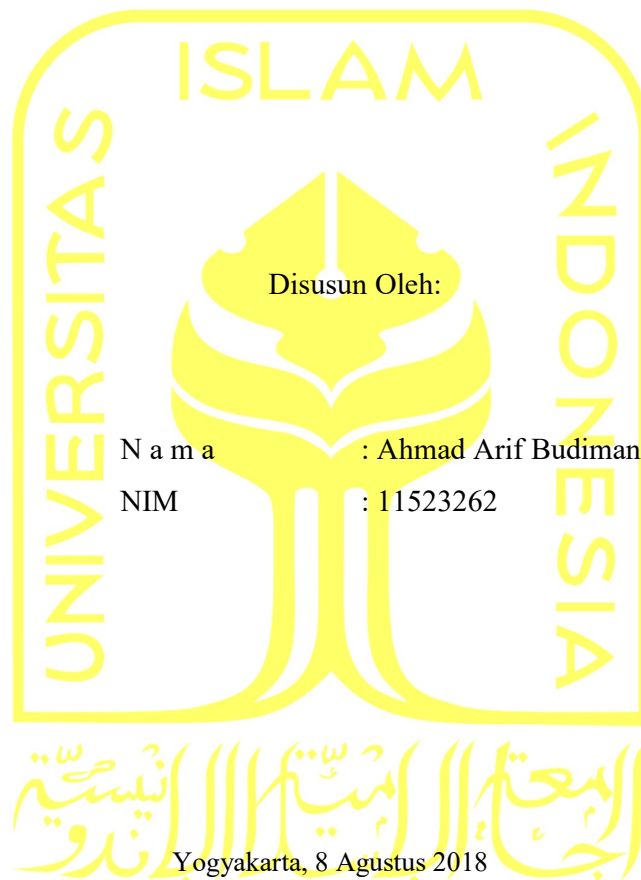 ISLAM
UNIVERSITAS
INDONESIA
Disusun Oleh:
N a m a : Ahmad Arif Budiman
NIM : 11523262
Yogyakarta, 8 Agustus 2018